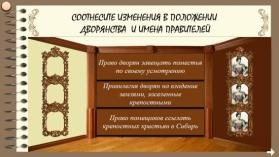 СООТНЕСИТЕ ИЗМЕНЕНИЯ В ПОЛОЖЕНИИ
ДВОРЯНСТВА И ИМЕНА ПРАВИТЕЛЕЙ
Право дворян завещать поместья
по своему усмотрению
Привилегия дворян на владение
землями, заселенные
крепостными
Право помещиков ссылать
крепостных крестьян в Сибирь